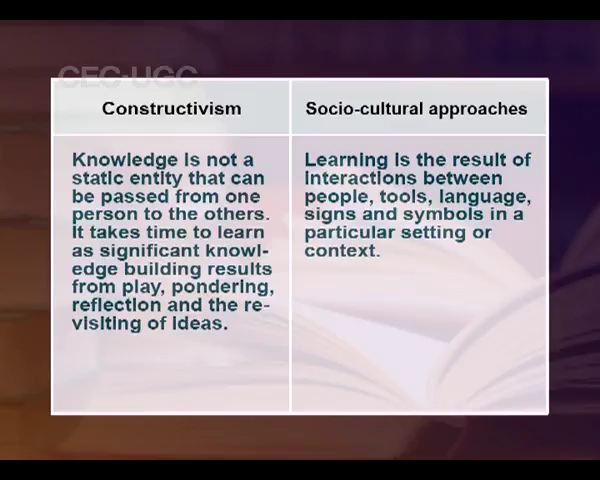 CEC-UGC
Constructivism
Socio-cultural approaches
Knowledge is not a
static entity that can
be passed from one
person to the others.
It takes time to learn
as significant knowl-
edge building results
from play, pondering,
reflection and the re-
visiting of ideas.
Learning is the result of
interactions between
people, tools, language,
signs and symbols in a
particular setting or
context.